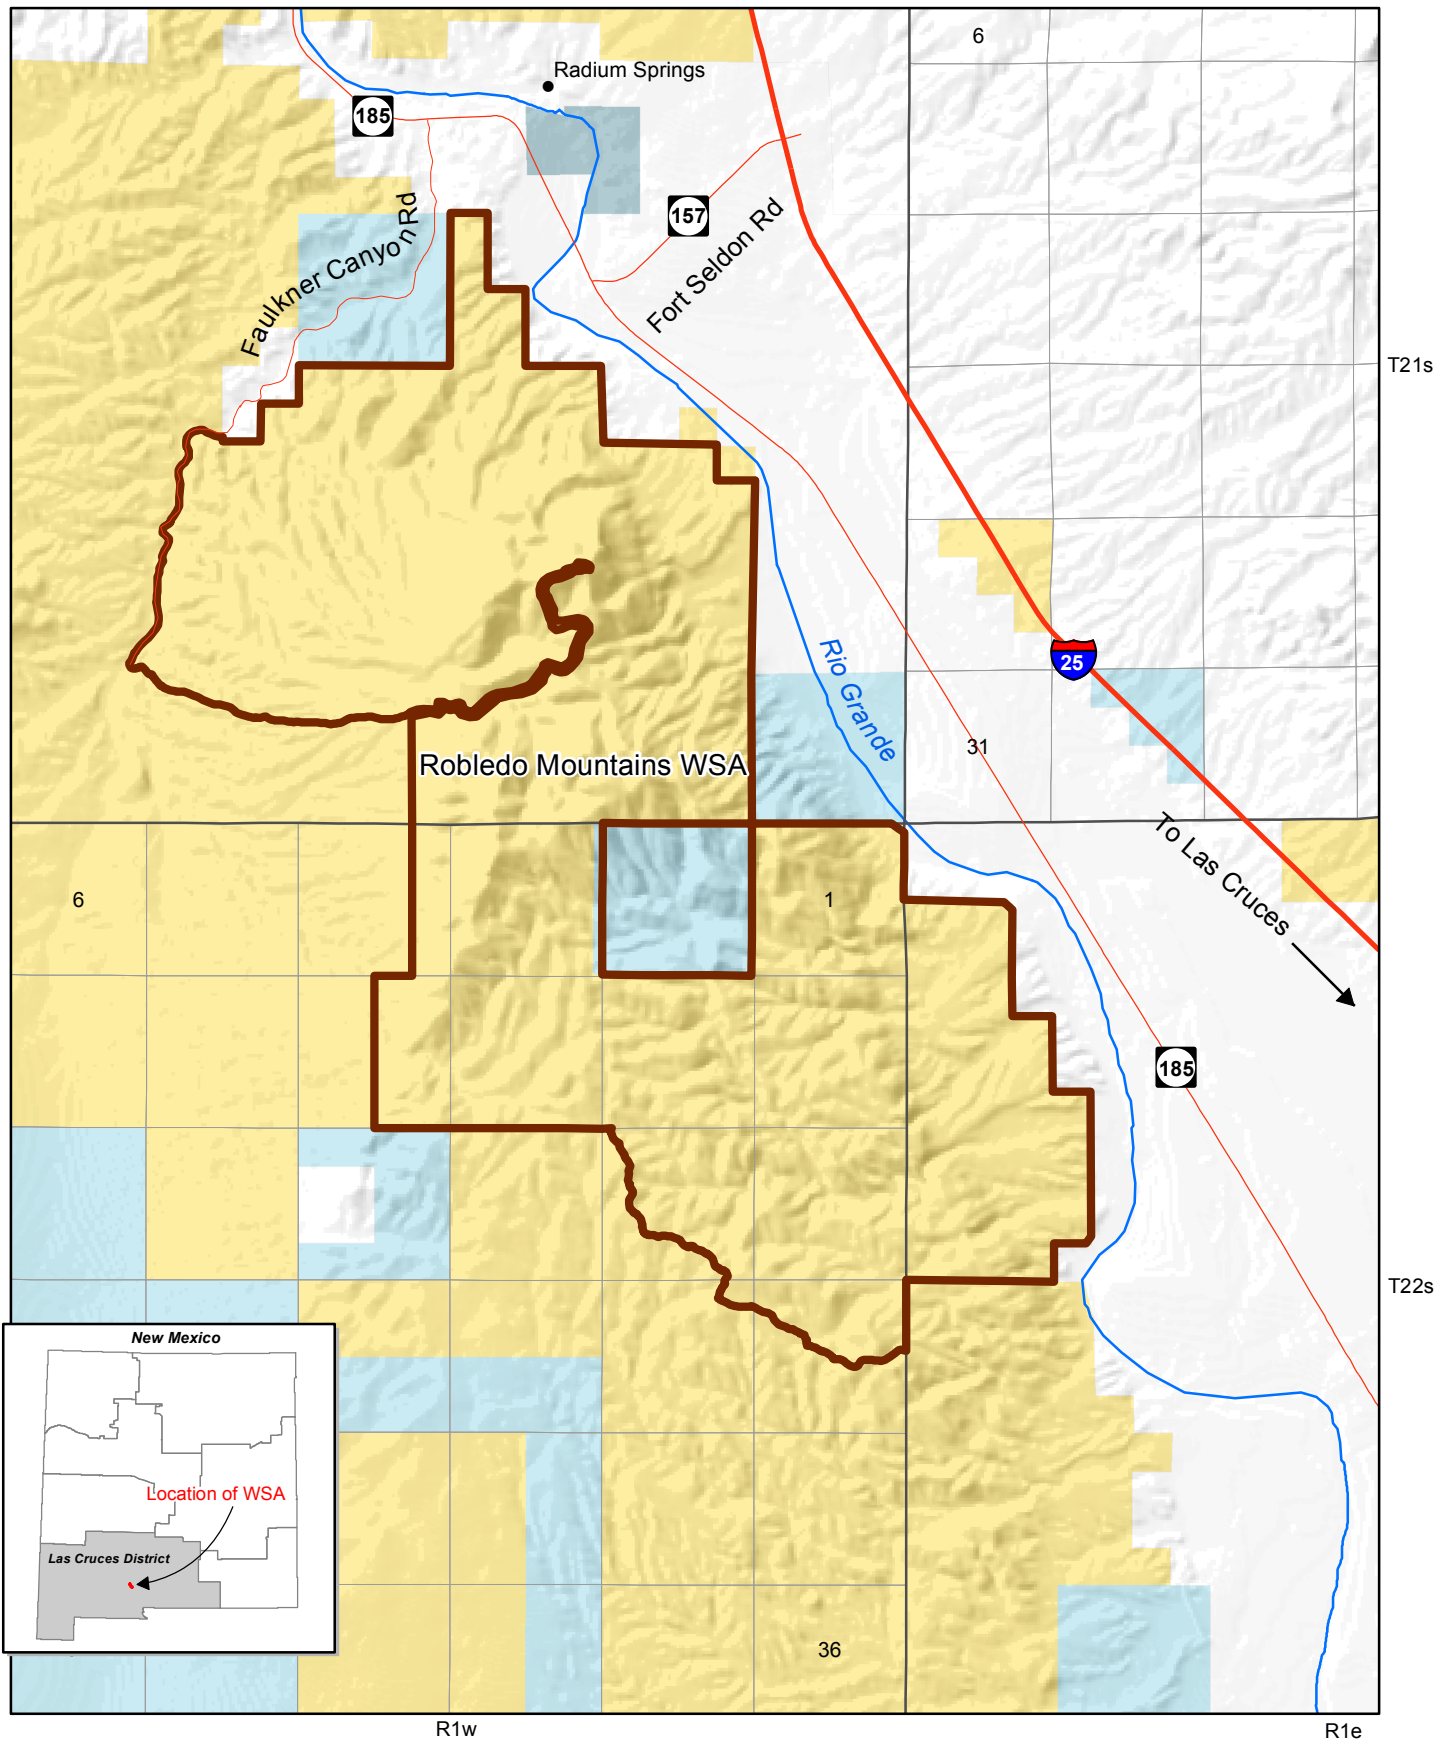 6
Radium Springs
185
157
Faulkner Canyon Rd
Fort Seldon Rd
T21s
Rio Grande
25
31
Robledo Mountains WSA
To Las Cruces
6
1
185
T22s
New Mexico
Location of WSA
Las Cruces District
36
R1w
R1e